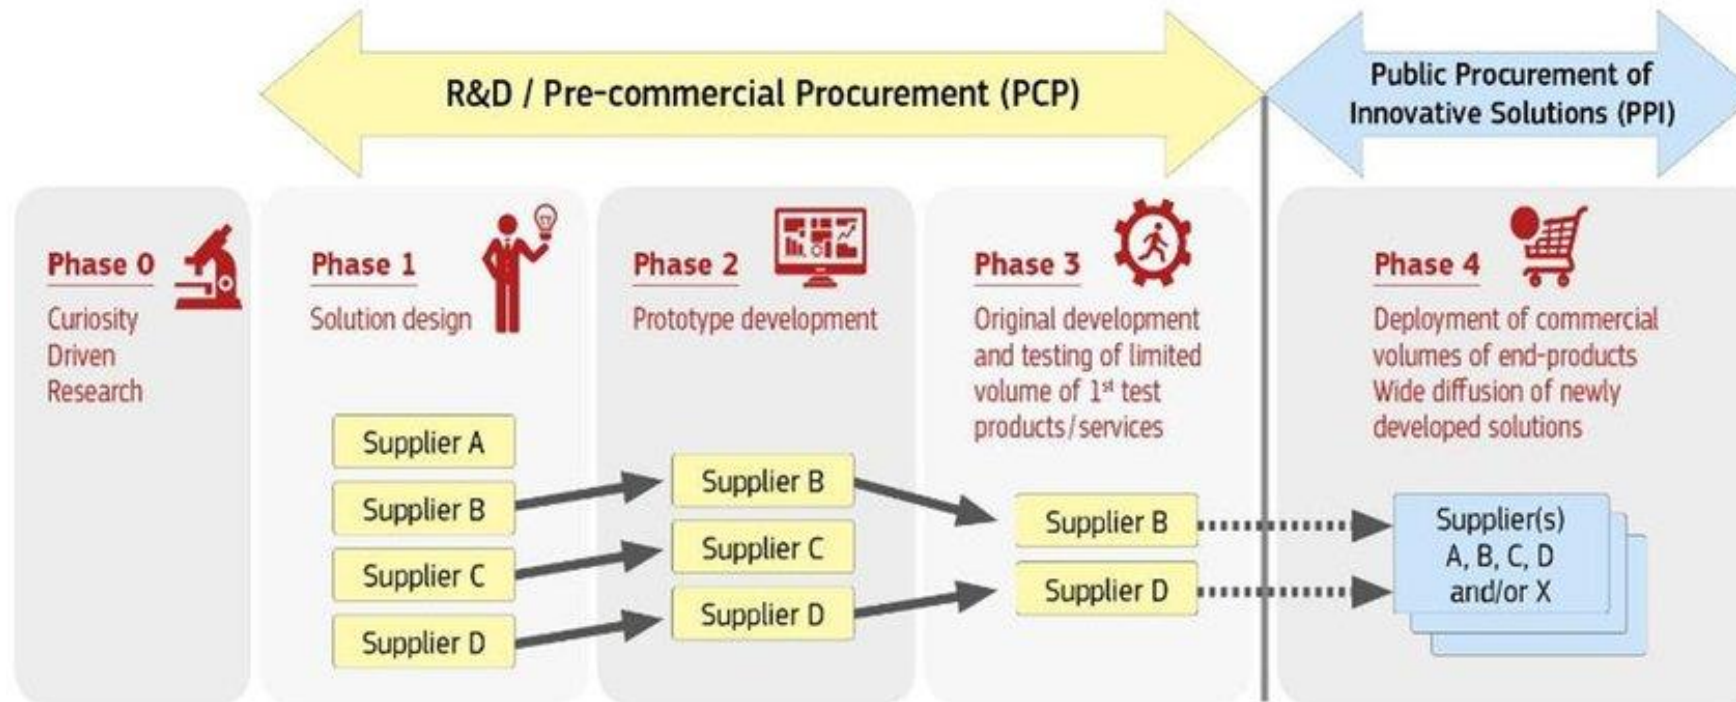 R&D / Pre-commercial Procurement (PCP)
Public Procurement of
Innovative Solutions (PPI)
Phase 0
Curiosity
Driven
Research
Phase 1
Solution design
Supplier A
Supplier B
Supplier C
Supplier D
Phase 2
Prototype development
Supplier B
Supplier C
Supplier D
Phase 3
Original development
and testing of limited
volume of 1st test
products/services
Supplier B
Supplier D
Phase 4
Deployment of commercial
volumes of end-products
Wide diffusion of newly
developed solutions
Supplier(s)
A, B, C, D
and/or X